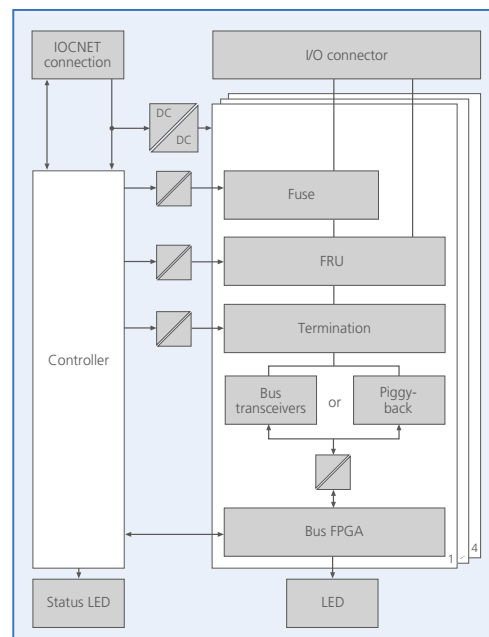 IOCNET
connection
I/O connector
DC
DC
Fuse
FRU
Termination
Controller
Bus
transceivers
or
Piggy-
back
Bus FPGA
1
4
Status LED
LED